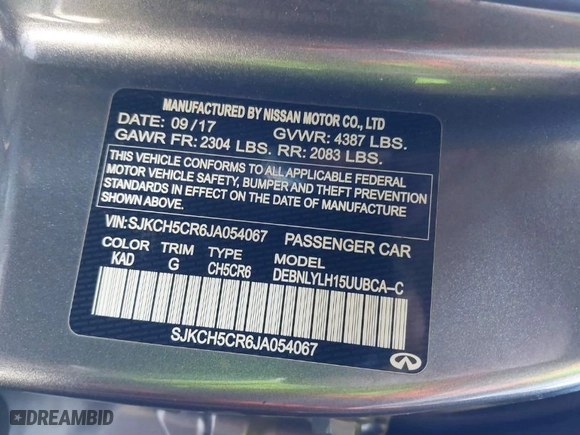 MANUFACTURED BY NISSAN MOTOR CO., LTD
DATE: 09/17 GVWR: 4387 LBS.
GAWR FR: 2304 LBS. RR: 2083 LBS.
THIS VEHICLE CONFORMS TO ALL APPLICABLE FEDERAL
MOTOR VEHICLE SAFETY, BUMPER AND THEFT PREVENTION
STANDARDS IN EFFECT ON THE DATE OF MANUFACTURE
SHOWN ABOVE.
VIN:SJKCH5CR6JA054067 PASSENGER CAR
COLOR TRIM TYPE MODEL
KAD G CH5CR6 DEBNLYLH15UUBCA-C
SJKCH5CR6JA054067
DREAMBID